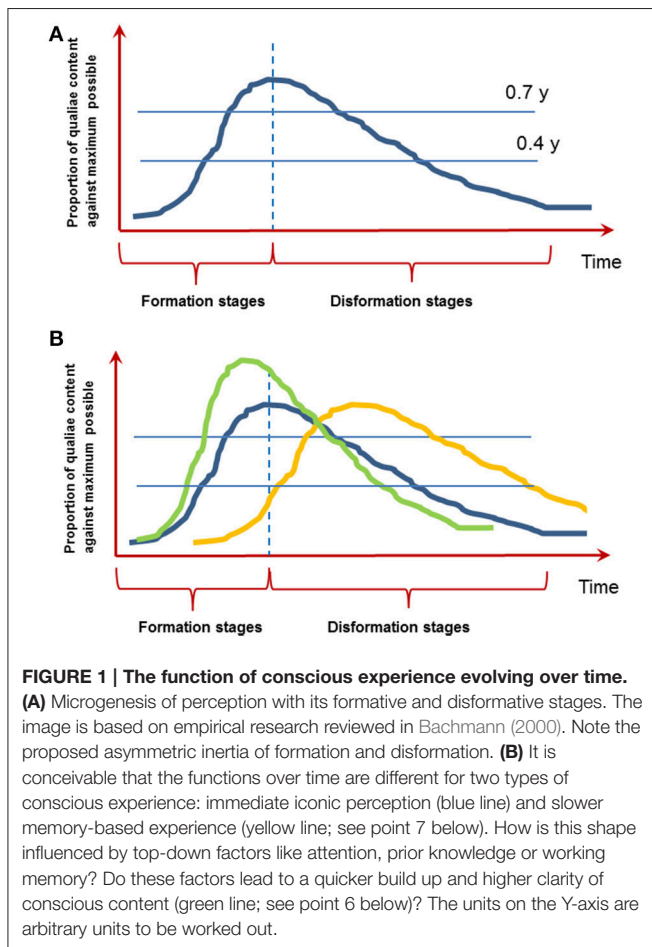 A
Proportion of qualiae content
against maximum possible
0.7 y
0.4 y
Time
Formation stages
Disformation stages
B
Proportion of qualiae content
against maximum possible
Time
Formation stages
Disformation stages
FIGURE 1 | The function of conscious experience evolving over time.
(A) Microgenesis of perception with its formative and disformative stages. The
image is based on empirical research reviewed in Bachmann (2000). Note the
proposed asymmetric inertia of formation and disformation. (B) It is
conceivable that the functions over time are different for two types of
conscious experience: immediate iconic perception (blue line) and slower
memory-based experience (yellow line; see point 7 below). How is this shape
influenced by top-down factors like attention, prior knowledge or working
memory? Do these factors lead to a quicker build up and higher clarity of
conscious content (green line; see point 6 below)? The units on the Y-axis are
arbitrary units to be worked out.